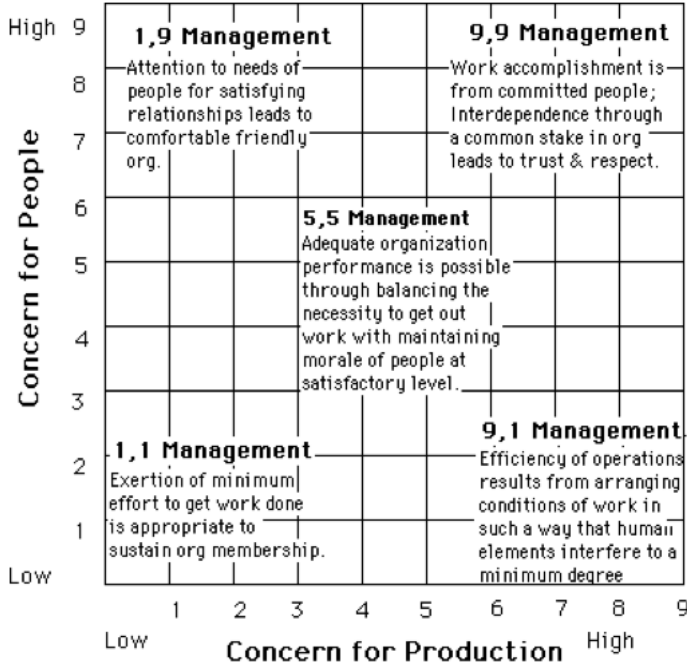 High 9
1,9 Management
9,9 Management
Attention to needs of
people for satisfying
relationships leads to
comfortable friendly
org.
Work accomplishment is
from committed people;
Interdependence through
a common stake in org
leads to trust & respect.
8
7
6
5
4
3
2
1
Low
Concern for People
5,5 Management
Adequate organization
performance is possible
through balancing the
necessity to get out
work with maintaining
morale of people at
satisfactory level.
1,1 Management
Exertion of minimum
effort to get work done
is appropriate to
sustain org membership.
9,1 Management
Efficiency of operations
results from arranging
conditions of work in
such a way that human
elements interfere to a
minimum degree
1 2 3 4 5 6 7 8 9
Low
High
Concern for Production